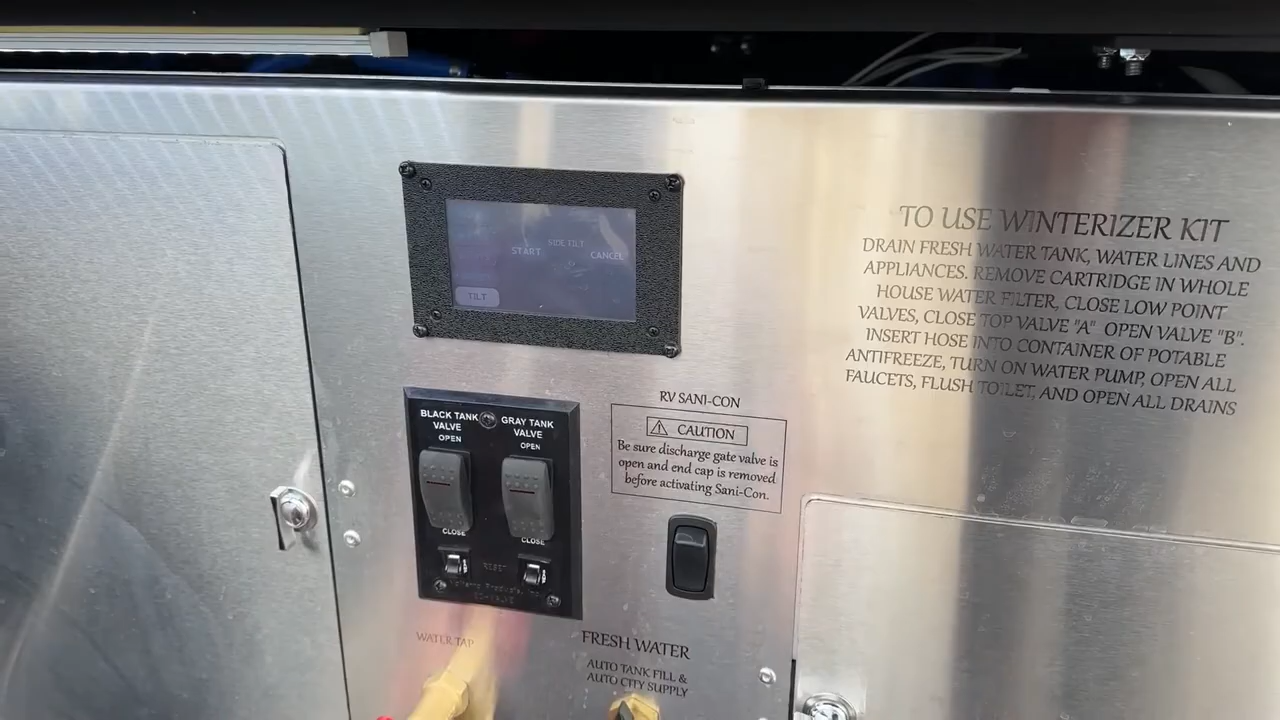 SIDE TILT
START
CANCEL
TILT
TO USE WINTERIZER KIT
DRAIN FRESH WATER TANK, WATER LINES AND
APPLIANCES. REMOVE CARTRIDGE IN WHOLE
HOUSE WATER FILTER, CLOSE LOW POINT
VALVES, CLOSE TOP VALVE "A" OPEN VALVE "B".
INSERT HOSE INTO CONTAINER OF POTABLE
ANTIFREEZE, TURN ON WATER PUMP, OPEN ALL
FAUCETS, FLUSH TOILET, AND OPEN ALL DRAINS
BLACK TANK
VALVE
OPEN
CLOSE
GRAY TANK
VALVE
OPEN
CLOSE
RESET
RV SANI-CON
CAUTION
Be sure discharge gate valve is
open and end cap is removed
before activating Sani-Con.
WATER TAP
FRESH WATER
AUTO TANK FILL &
AUTO CITY SUPPLY